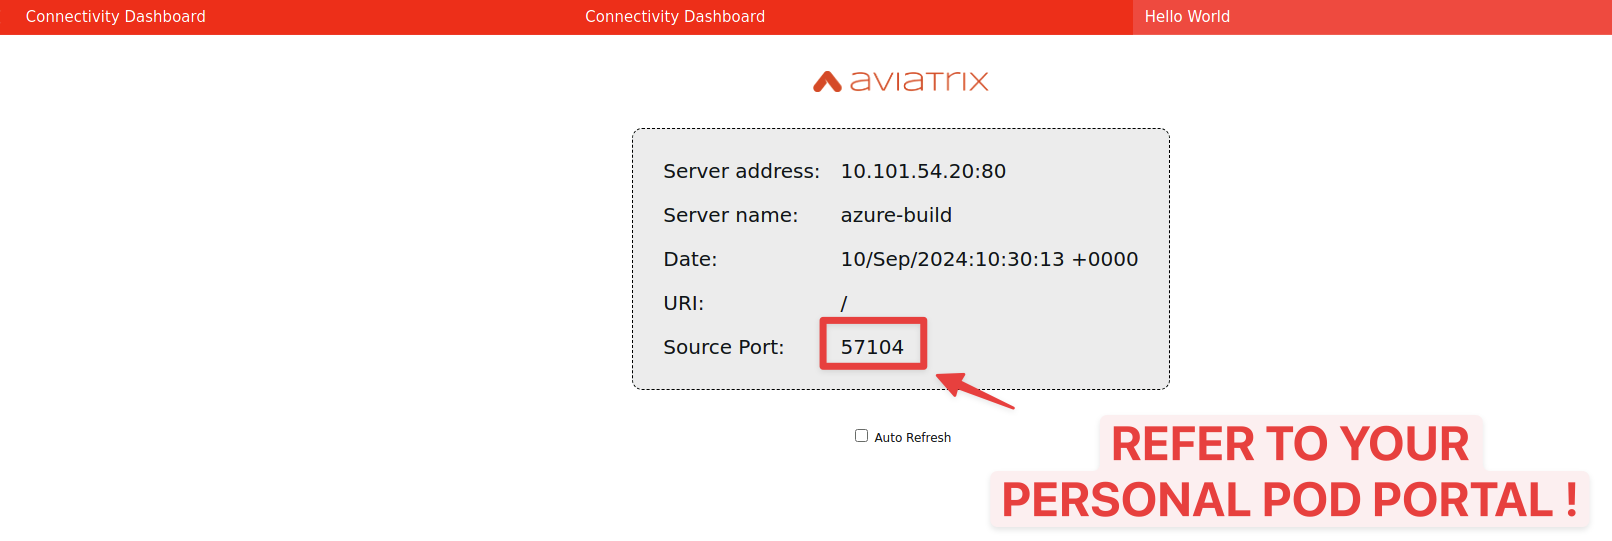 Connectivity Dashboard Connectivity Dashboard Hello World
aviatrix
Server address: 10.101.54.20:80
Server name: azure-build
Date: 10/Sep/2024:10:30:13 +0000
URI: /
Source Port: 57104
Auto Refresh
REFER TO YOUR
PERSONAL POD PORTAL !